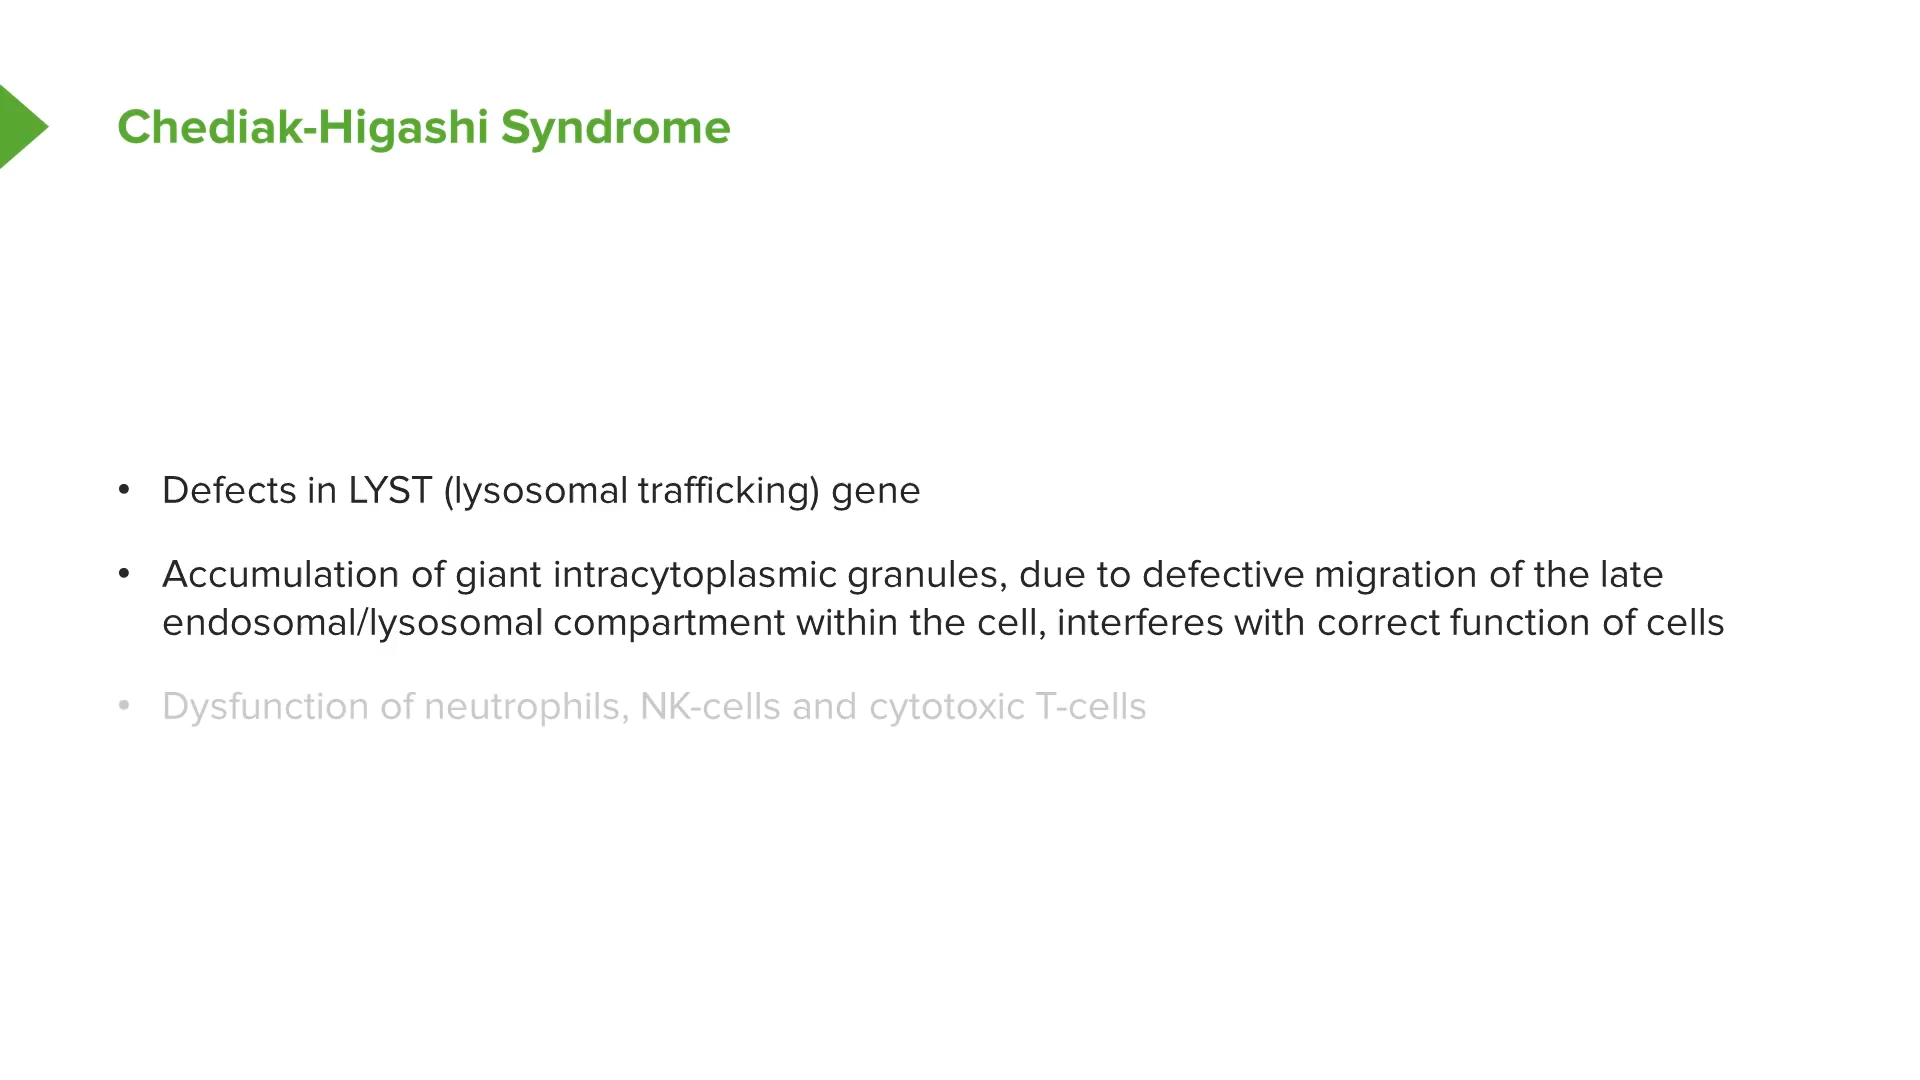 Chediak-Higashi Syndrome
• Defects in LYST (lysosomal trafficking) gene
• Accumulation of giant intracytoplasmic granules, due to defective migration of the late
endosomal/lysosomal compartment within the cell, interferes with correct function of cells
• Dysfunction of neutrophils, NK-cells and cytotoxic T-cells